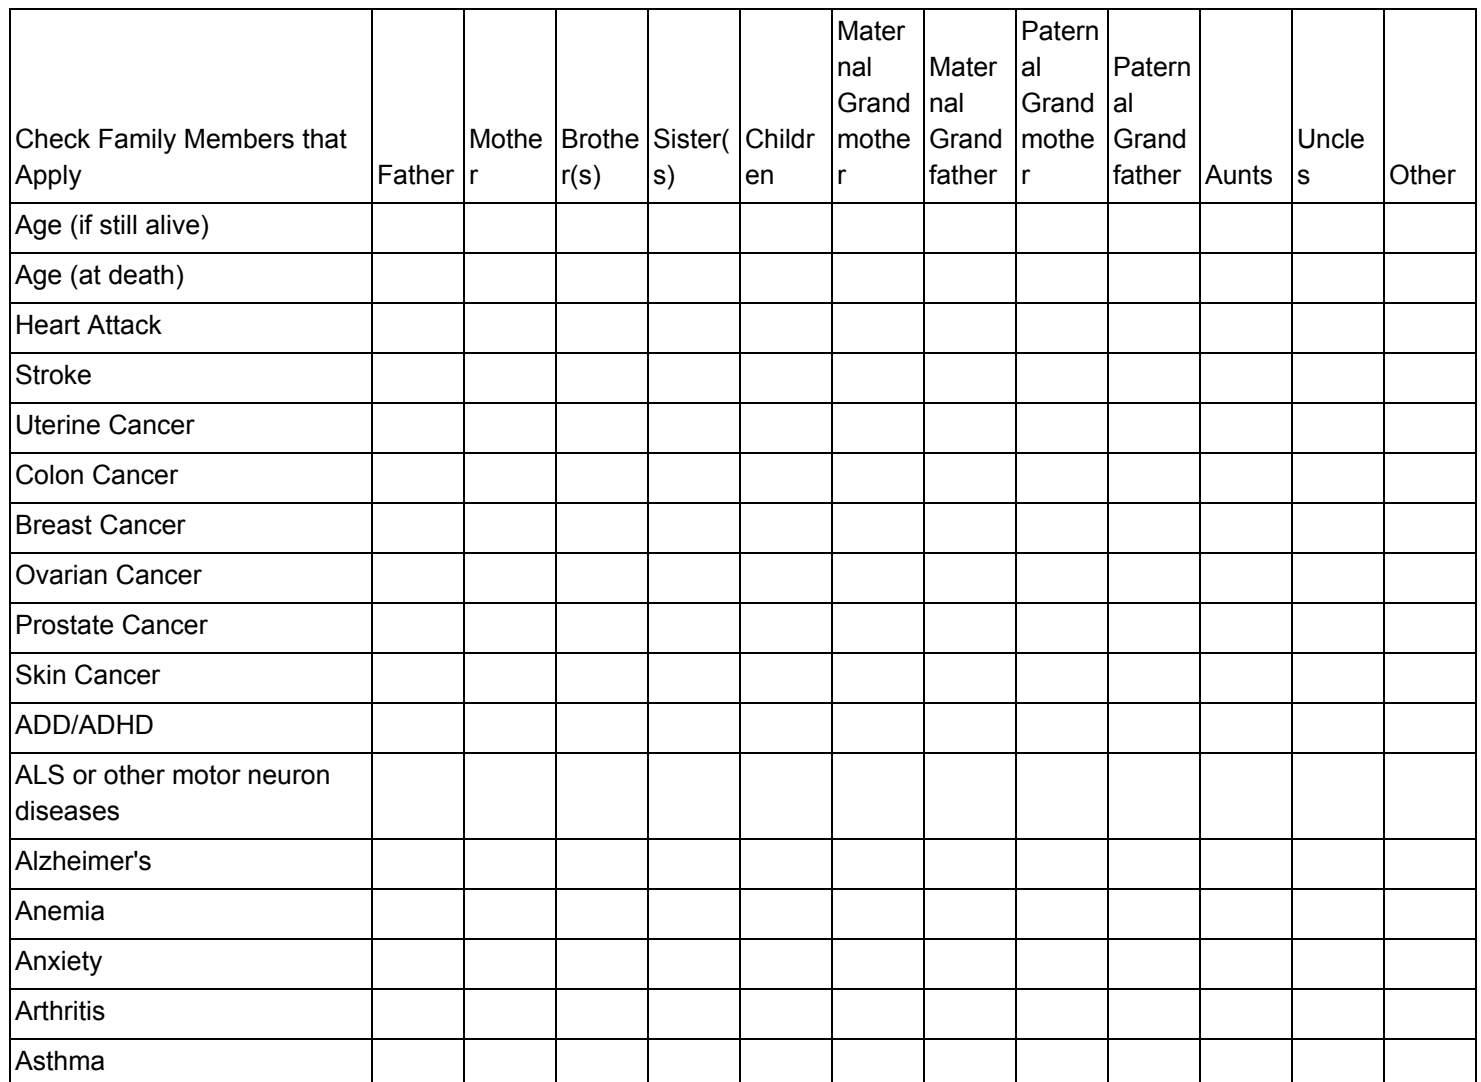 Check Family Members that
Apply
Father
Mothe
r
Brothe
r(s)
Sister(
s)
Childr
en
Mater
nal
Grand
mothe
r
Mater
nal
Grand
father
Patern
al
Grand
mothe
r
Patern
al
Grand
father
Aunts
Uncle
s
Other
Age (if still alive)
Age (at death)
Heart Attack
Stroke
Uterine Cancer
Colon Cancer
Breast Cancer
Ovarian Cancer
Prostate Cancer
Skin Cancer
ADD/ADHD
ALS or other motor neuron
diseases
Alzheimer's
Anemia
Anxiety
Arthritis
Asthma